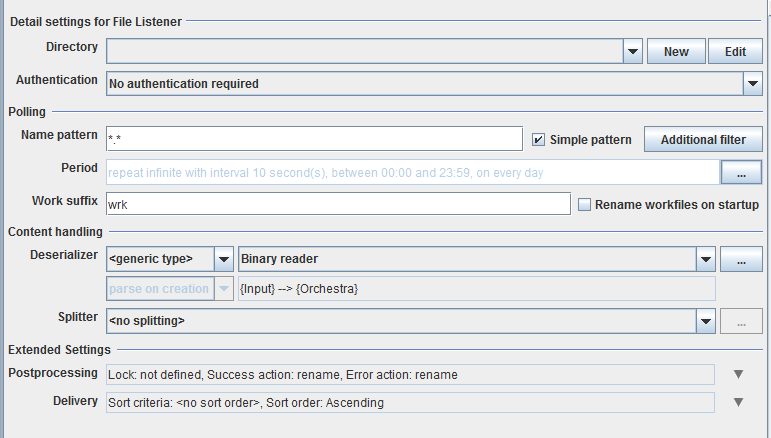 Detail settings for File Listener
Directory New Edit
Authentication No authentication required
Polling
Name pattern *.* Simple pattern Additional filter
Period repeat infinite with interval 10 second(s), between 00:00 and 23:59, on every day ...
Work suffix wrk Rename workfiles on startup
Content handling
Deserializer <generic type> Binary reader ...
parse on creation {Input} --> {Orchestra}
Splitter <no splitting> ...
Extended Settings
Postprocessing Lock: not defined, Success action: rename, Error action: rename
Delivery Sort criteria: <no sort order>, Sort order: Ascending